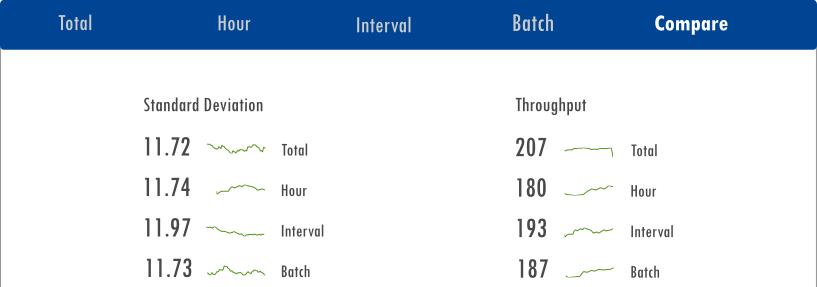 Total Hour Interval Batch Compare
Standard Deviation Throughput
11.72 Total 207 Total
11.74 Hour 180 Hour
11.97 Interval 193 Interval
11.73 Batch 187 Batch